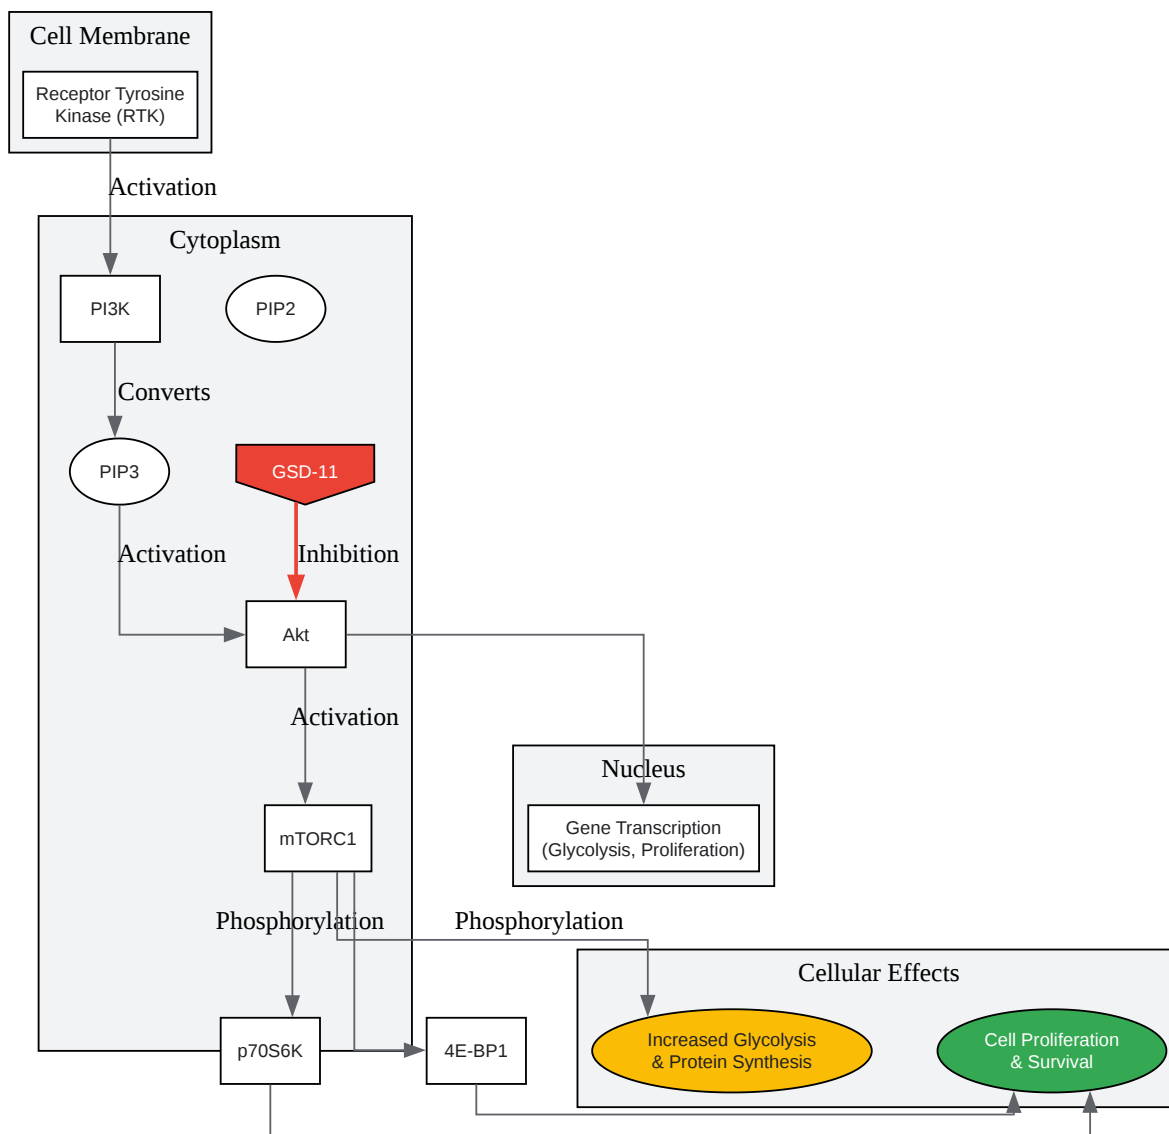 Cell Membrane
Receptor Tyrosine
Kinase (RTK)
Activation
Cytoplasm
PI3K
PIP2
Converts
PIP3
GSD-11
Activation
Inhibition
Akt
Activation
Nucleus
Gene Transcription
(Glycolysis, Proliferation)
mTORC1
Phosphorylation
Phosphorylation
Cellular Effects
p70S6K
4E-BP1
Increased Glycolysis
& Protein Synthesis
Cell Proliferation
& Survival